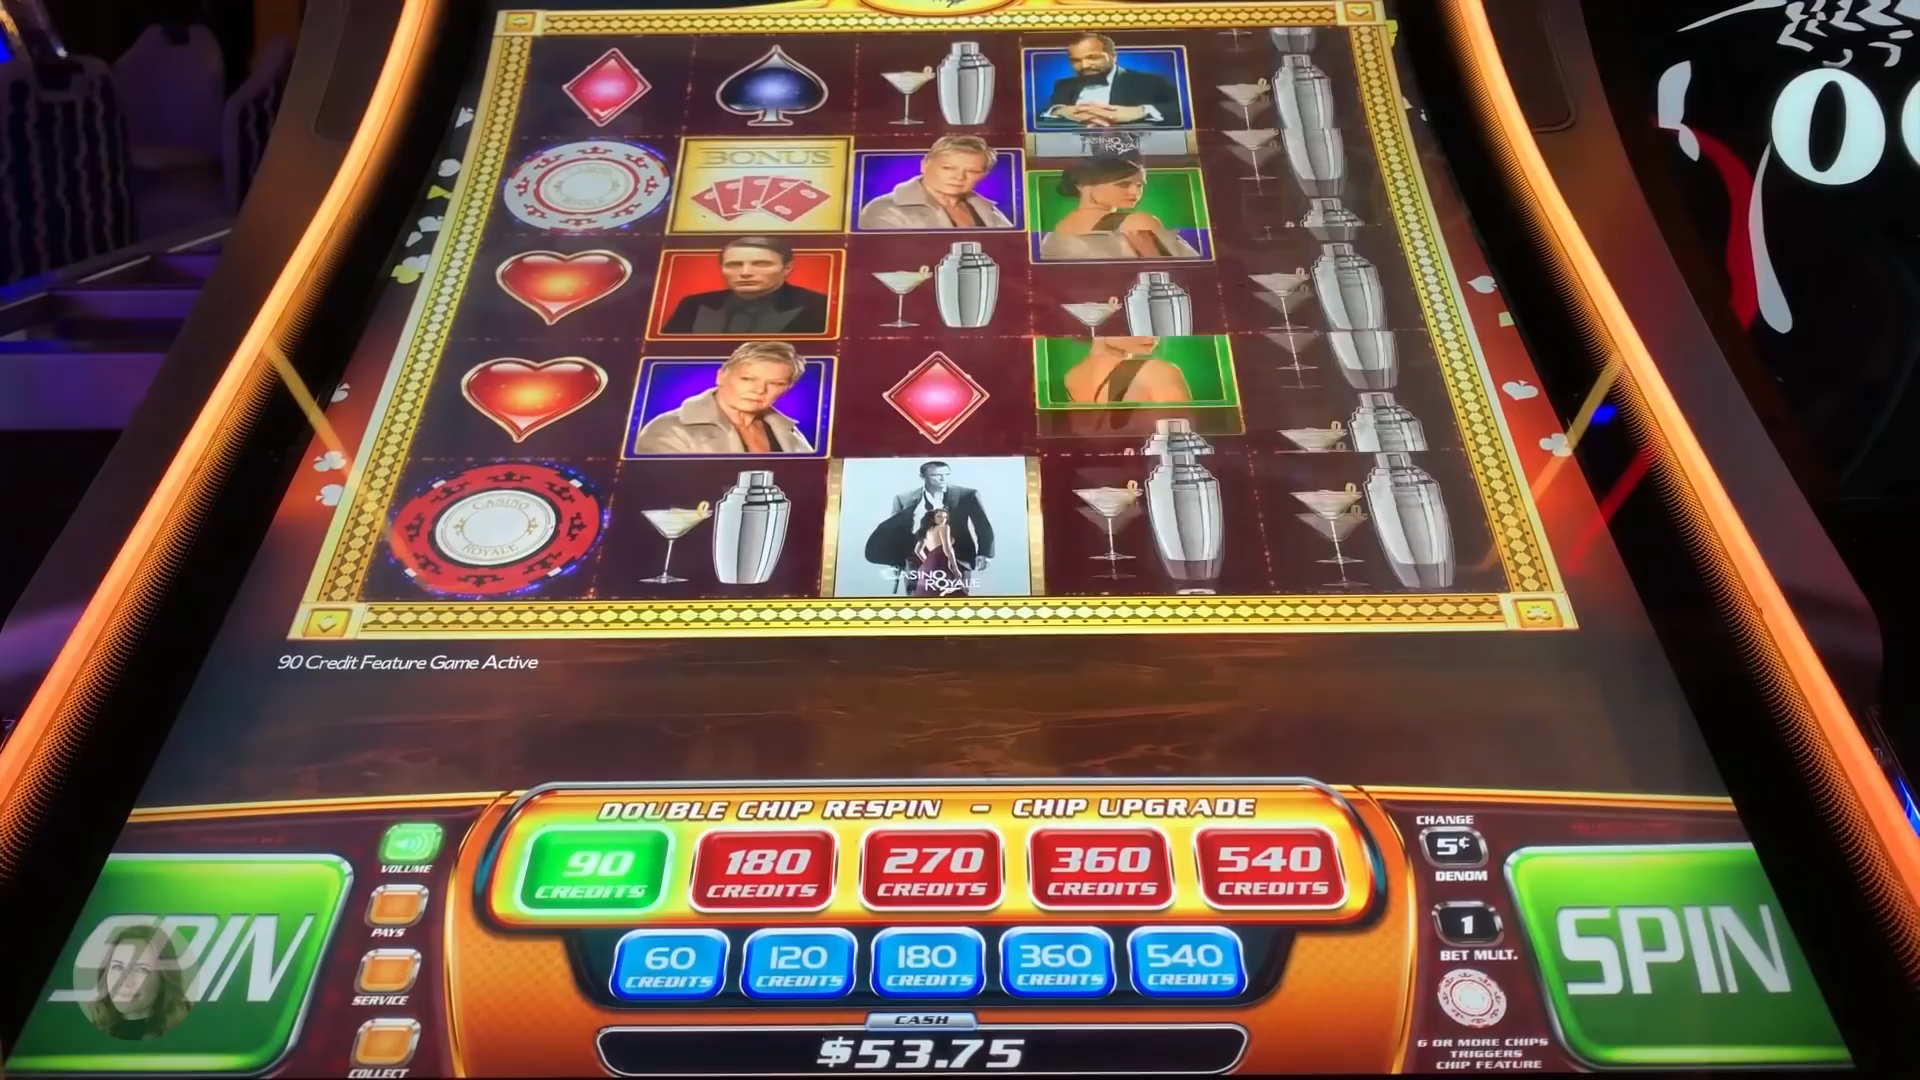 BONUS
CASINO
ROYALE
CASINO
ROYALE
CASINO
ROYALE
90 Credit Feature Game Active
DOUBLE CHIP RESPIN - CHIP UPGRADE
90
CREDITS
180
CREDITS
270
CREDITS
360
CREDITS
540
CREDITS
60
CREDITS
120
CREDITS
180
CREDITS
360
CREDITS
540
CREDITS
CASH
$53.75
SPIN
VOLUME
PAYS
SERVICE
COLLECT
CHANGE
5¢
DENOM
1
BET MULT.
6 OR MORE CHIPS
TRIGGERS
CHIP FEATURE
SPIN